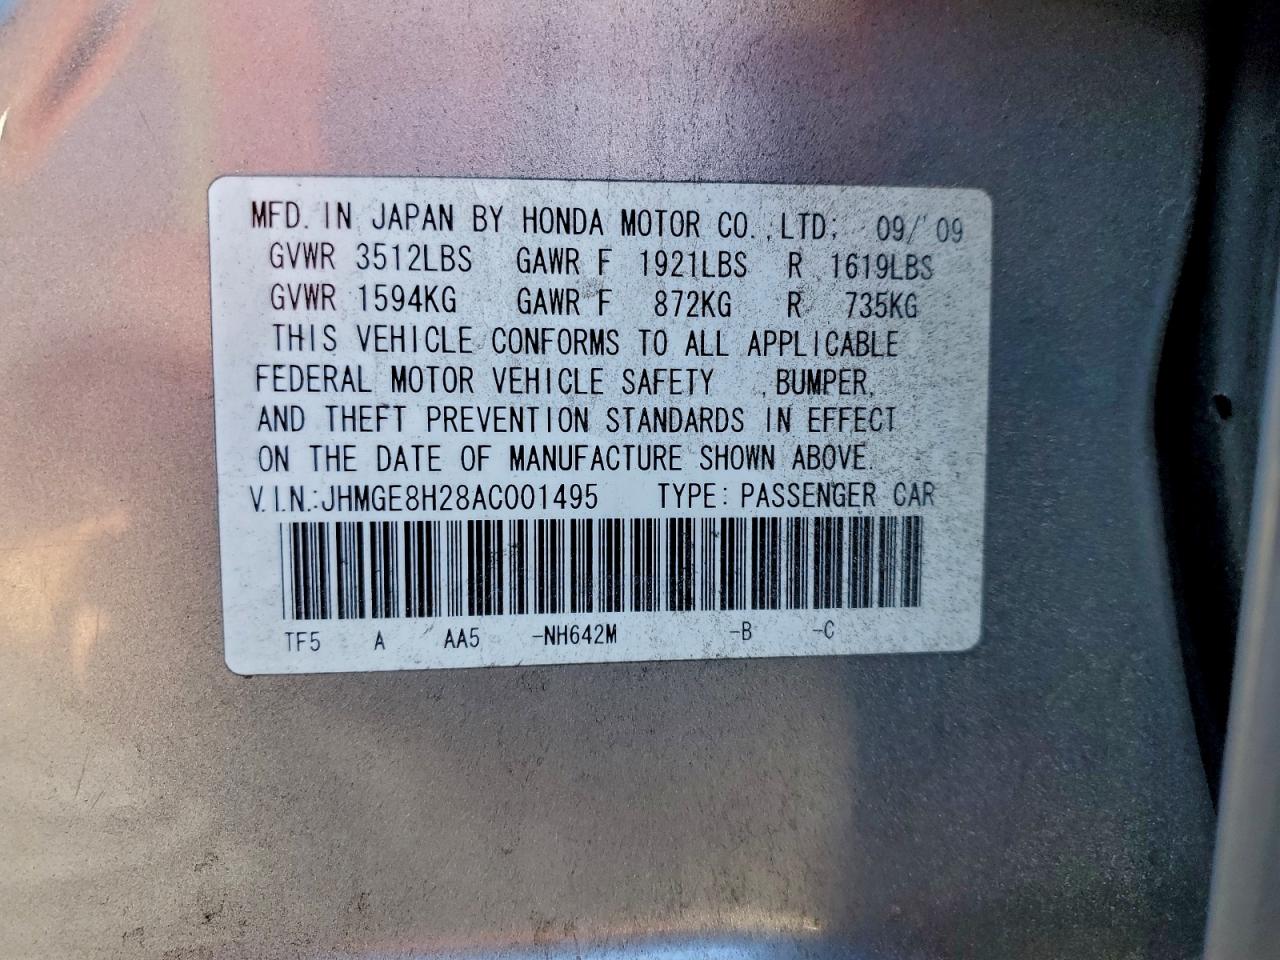 MFD. IN JAPAN BY HONDA MOTOR CO., LTD; 09/'09
GVWR 3512LBS GAWR F 1921LBS R 1619LBS
GVWR 1594KG GAWR F 872KG R 735KG
THIS VEHICLE CONFORMS TO ALL APPLICABLE
FEDERAL MOTOR VEHICLE SAFETY , BUMPER,
AND THEFT PREVENTION STANDARDS IN EFFECT
ON THE DATE OF MANUFACTURE SHOWN ABOVE.
V.I.N.:JHMGE8H28AC001495 TYPE: PASSENGER CAR
TF5 A AA5 -NH642M -B -C